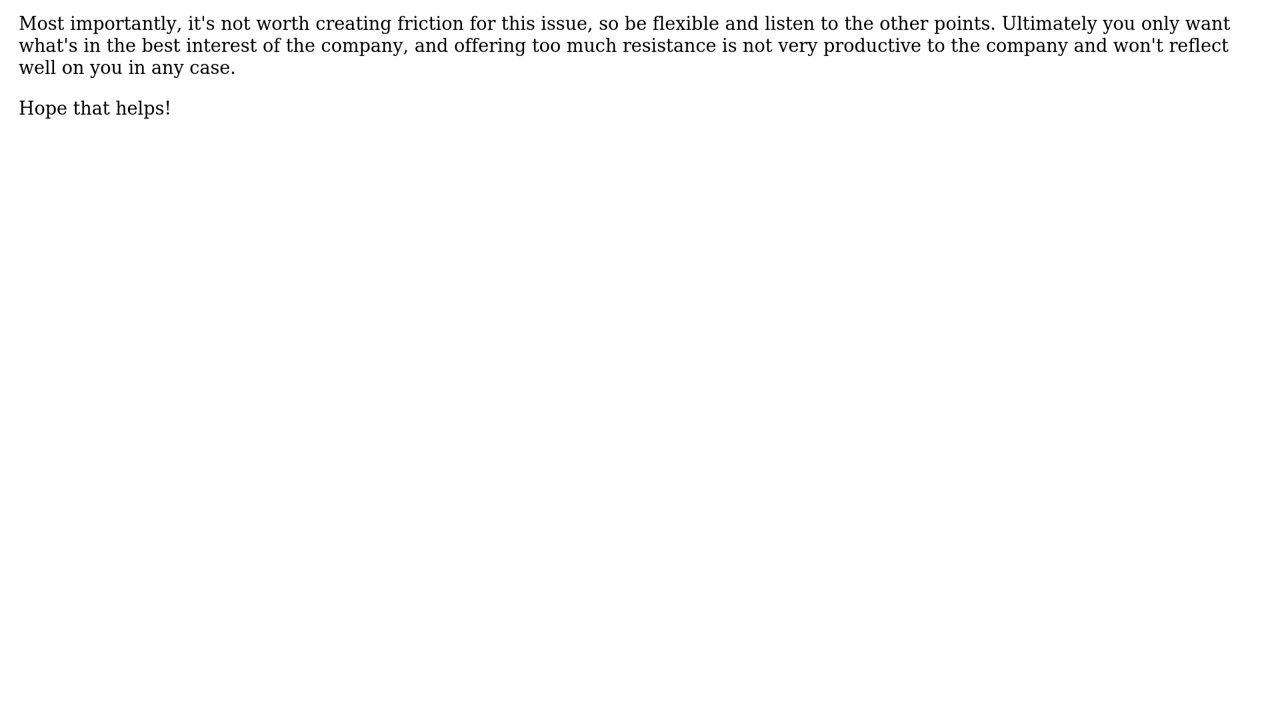 Most importantly, it's not worth creating friction for this issue, so be flexible and listen to the other points. Ultimately you only want
what's in the best interest of the company, and offering too much resistance is not very productive to the company and won't reflect
well on you in any case.
Hope that helps!